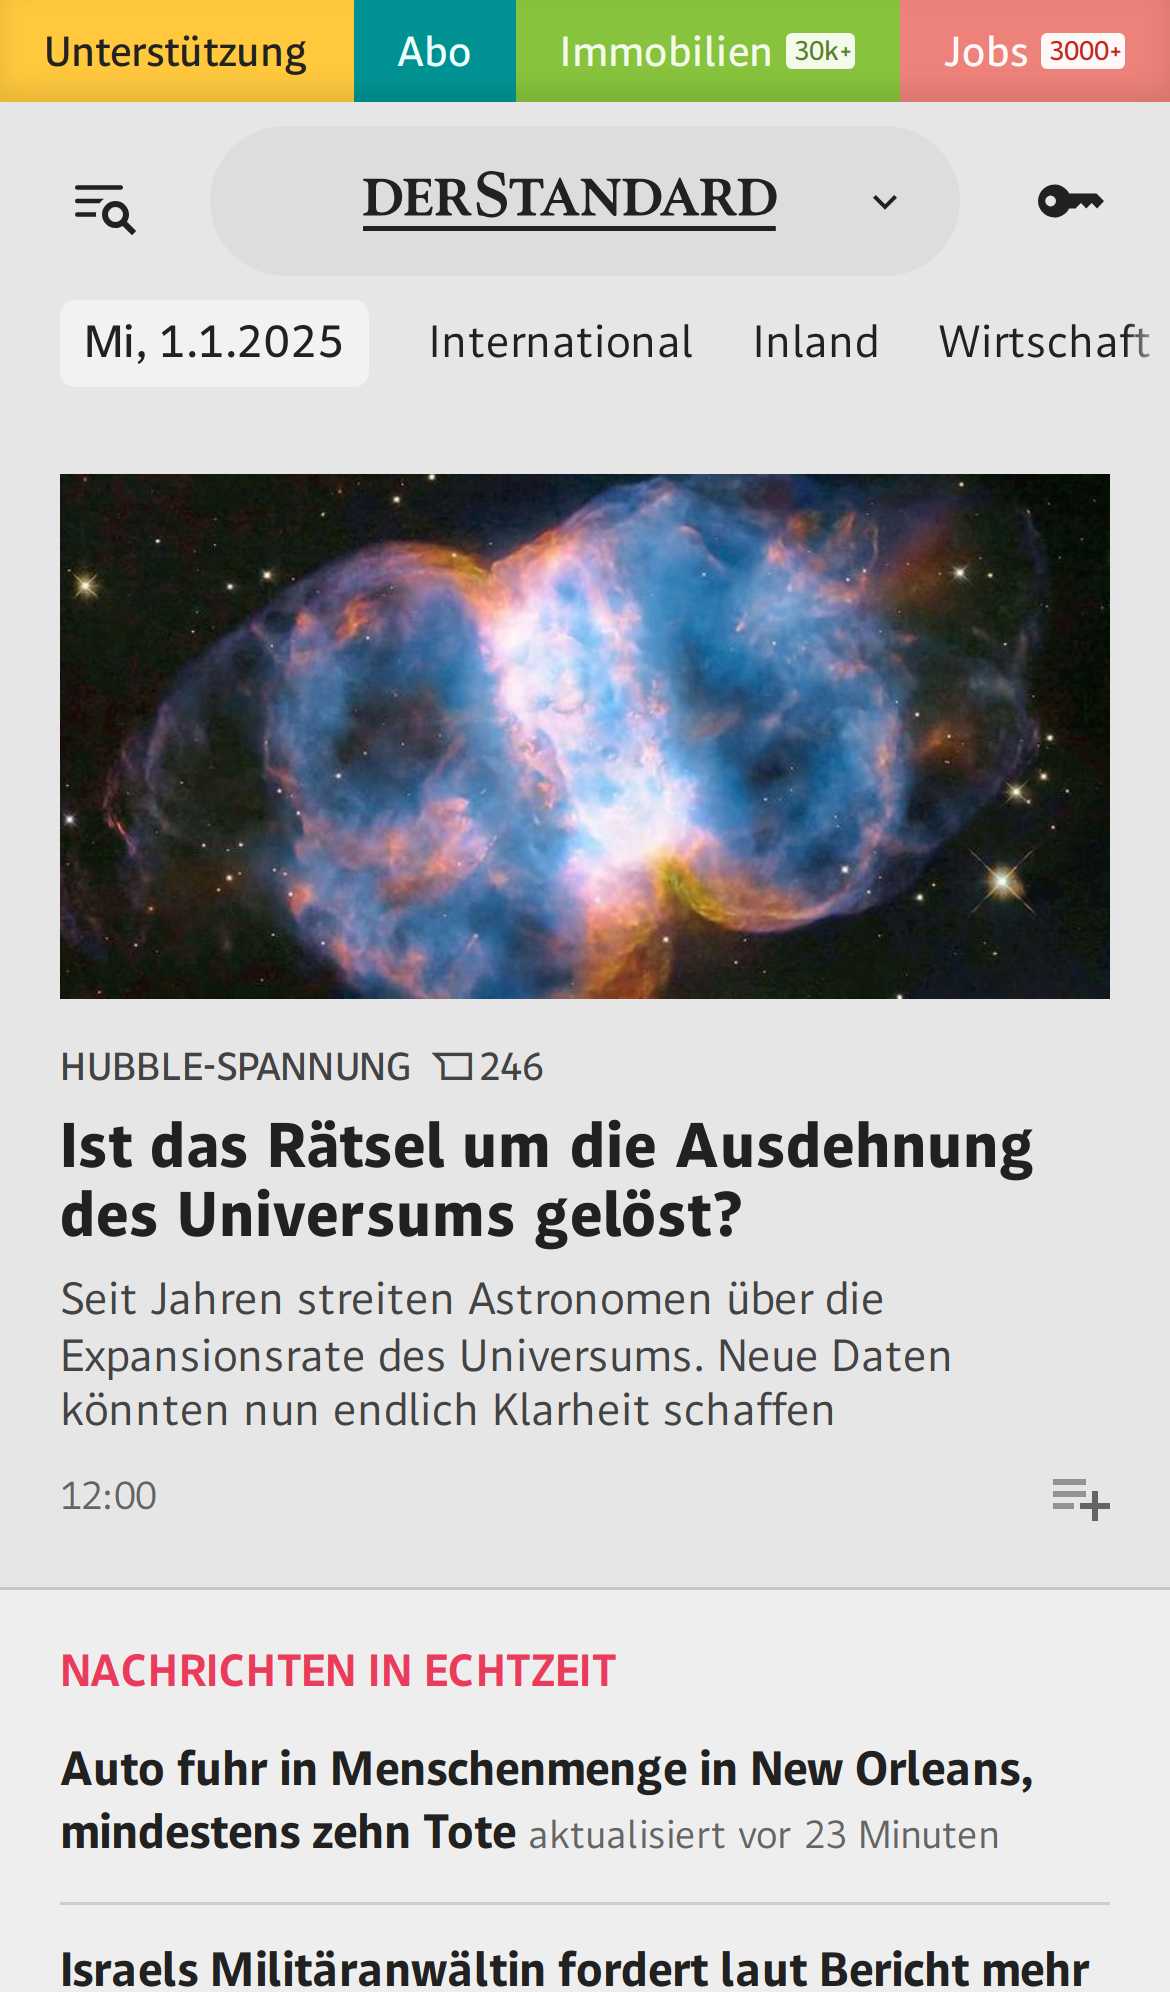 Unterstützung Abo Immobilien 30k+ Jobs 3000+
DERSTANDARD
Mi, 1.1.2025 International Inland Wirtschaft
HUBBLE-SPANNUNG 246
Ist das Rätsel um die Ausdehnung
des Universums gelöst?
Seit Jahren streiten Astronomen über die
Expansionsrate des Universums. Neue Daten
könnten nun endlich Klarheit schaffen
12:00
NACHRICHTEN IN ECHTZEIT
Auto fuhr in Menschenmenge in New Orleans,
mindestens zehn Tote aktualisiert vor 23 Minuten
Israels Militäranwältin fordert laut Bericht mehr